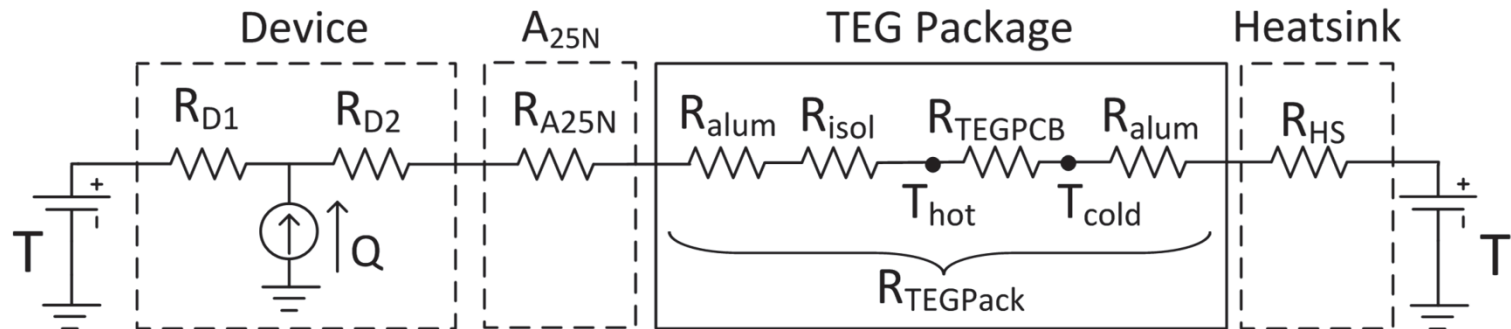 Device A25N TEG Package Heatsink
RD1 RD2 RA25N Ralum Risol RTEGPCB Ralum RHS
+ +
Thot Tcold
T Q T
RTEGPack